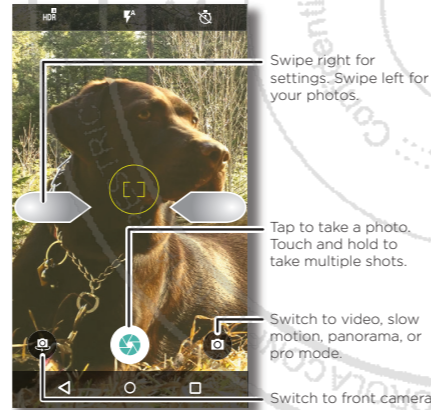 HDR A
A
Swipe right for
settings. Swipe left for
your photos.
Tap to take a photo.
Touch and hold to
take multiple shots.
Switch to video, slow
motion, panorama, or
pro mode.
Switch to front camera